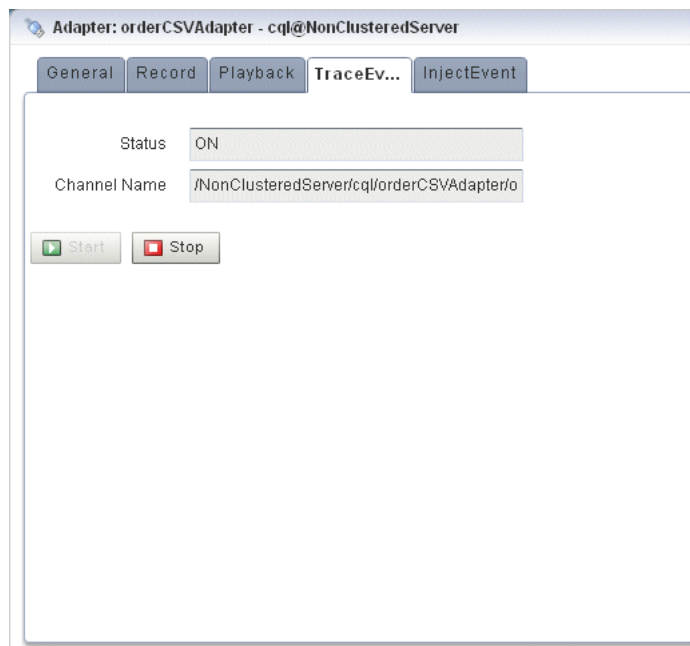 Adapter: orderCSVAdapter - cql@NonClusteredServer
General Record Playback TraceEv... InjectEvent
Status ON
Channel Name /NonClusteredServer/cql/orderCSVAdapter/o
Start Stop